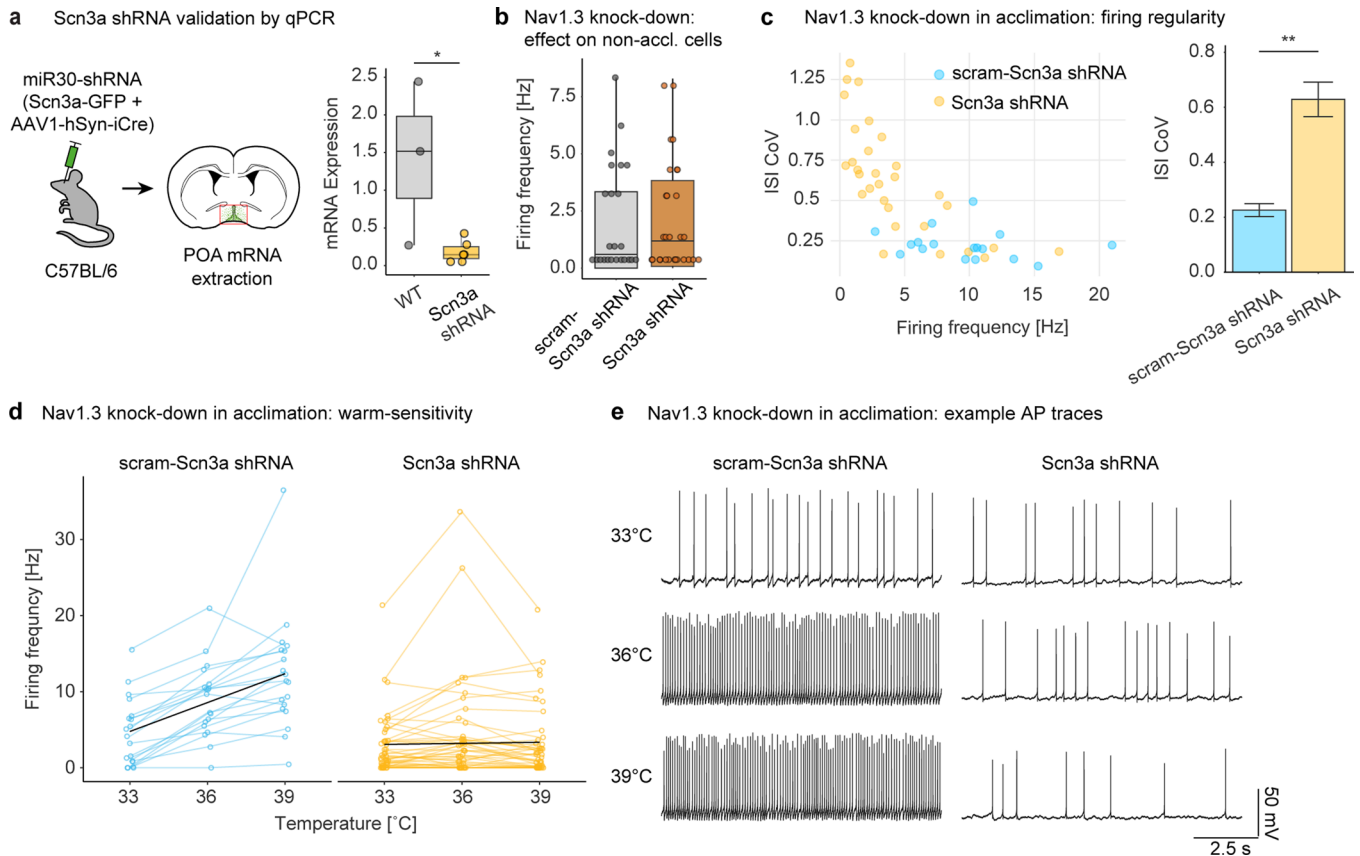 a Scn3a shRNA validation by qPCR
miR30-shRNA
(Scn3a-GFP +
AAV1-hSyn-iCre)
C57BL/6
POA mRNA
extraction
mRNA Expression
2.5
2.0
1.5
1.0
0.5
0.0
*
WT
Scn3a
shRNA
b Nav1.3 knock-down:
effect on non-accl. cells
Firing frequency [Hz]
7.5
5.0
2.5
0.0
scram-
Scn3a shRNA
Scn3a shRNA
c Nav1.3 knock-down in acclimation: firing regularity
ISI CoV
1.25
1.00
0.75
0.50
0.25
0 5 10 15 20
Firing frequency [Hz]
scram-Scn3a shRNA
Scn3a shRNA
ISI CoV
0.8
0.6
0.4
0.2
0.0
**
scram-Scn3a shRNA
Scn3a shRNA
d Nav1.3 knock-down in acclimation: warm-sensitivity
scram-Scn3a shRNA Scn3a shRNA
Firing frequncy [Hz]
30
20
10
0
33 36 39 33 36 39
Temperature [˚C]
e Nav1.3 knock-down in acclimation: example AP traces
scram-Scn3a shRNA Scn3a shRNA
33°C
36°C
39°C
50 mV
2.5 s